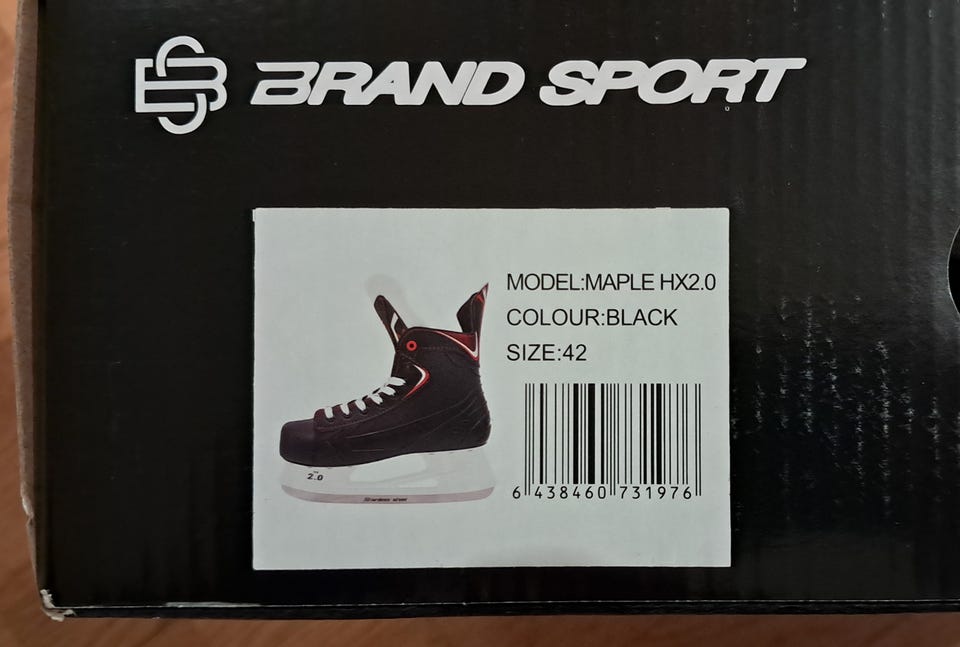 BRAND SPORT
MODEL:MAPLE HX2.0
COLOUR:BLACK
SIZE:42
2.0
6 438460 731976